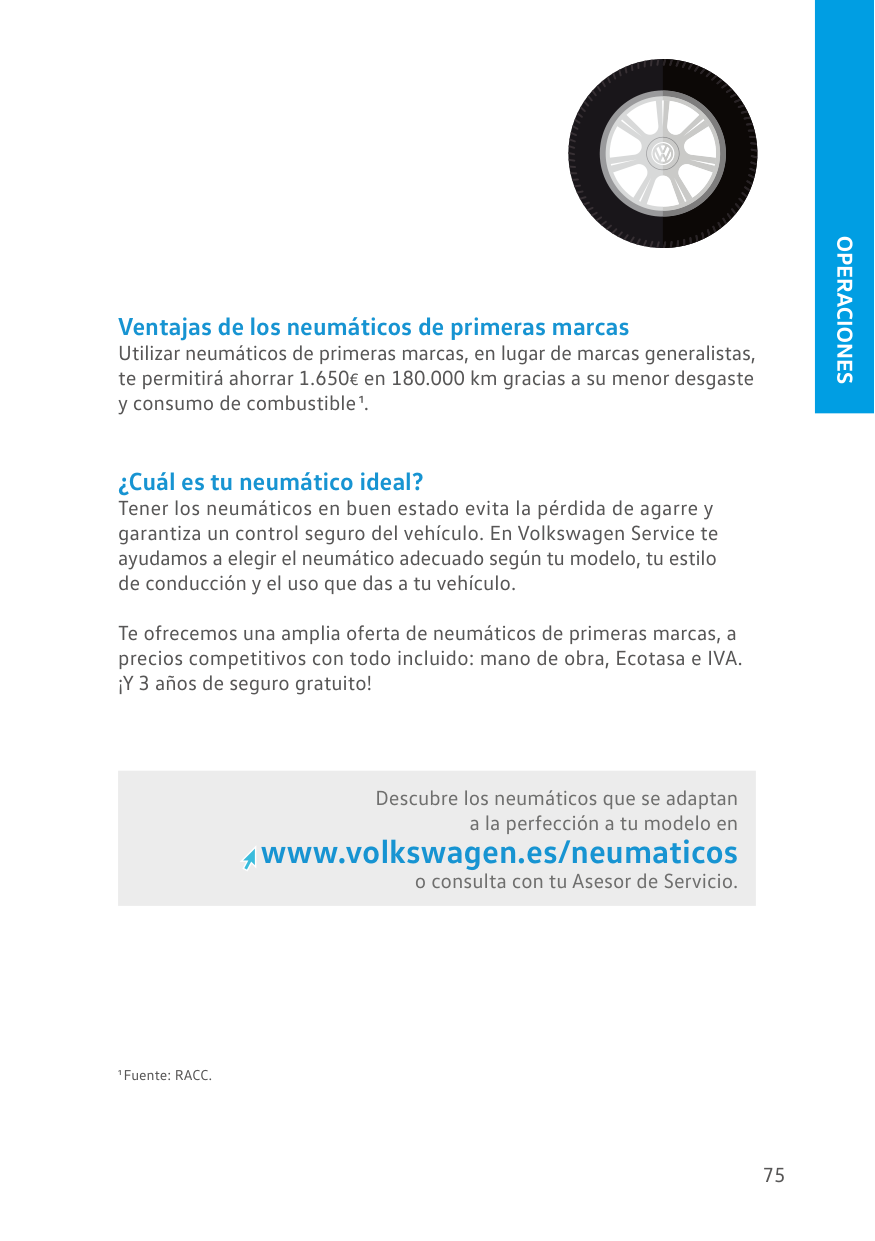 OPERACIONES
Ventajas de los neumáticos de primeras marcas
Utilizar neumáticos de primeras marcas, en lugar de marcas generalistas,
te permitirá ahorrar 1.650€ en 180.000 km gracias a su menor desgaste
y consumo de combustible¹.
¿Cuál es tu neumático ideal?
Tener los neumáticos en buen estado evita la pérdida de agarre y
garantiza un control seguro del vehículo. En Volkswagen Service te
ayudamos a elegir el neumático adecuado según tu modelo, tu estilo
de conducción y el uso que das a tu vehículo.
Te ofrecemos una amplia oferta de neumáticos de primeras marcas, a
precios competitivos con todo incluido: mano de obra, Ecotasa e IVA.
¡Y 3 años de seguro gratuito!
Descubre los neumáticos que se adaptan
a la perfección a tu modelo en
www.volkswagen.es/neumaticos
o consulta con tu Asesor de Servicio.
¹ Fuente: RACC.
75